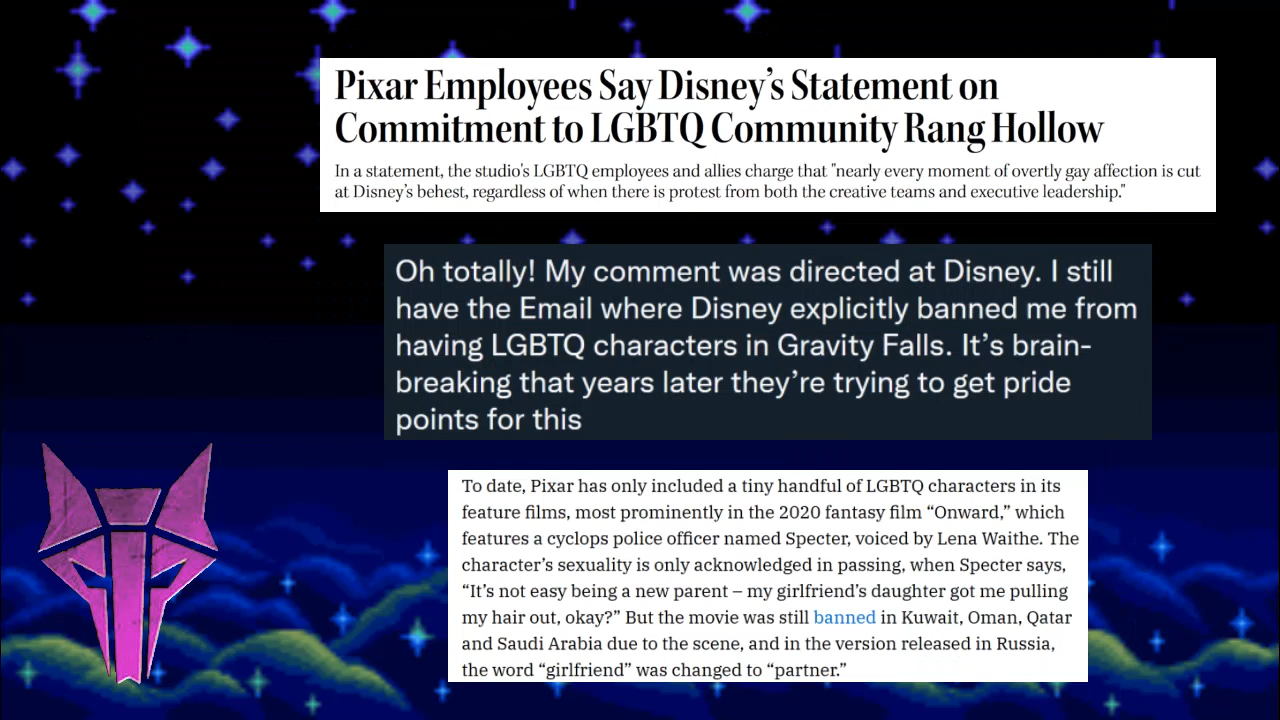 Pixar Employees Say Disney's Statement on
Commitment to LGBTQ Community Rang Hollow
In a statement, the studio's LGBTQ employees and allies charge that "nearly every moment of overtly gay affection is cut
at Disney's behest, regardless of when there is protest from both the creative teams and executive leadership."
Oh totally! My comment was directed at Disney. I still
have the Email where Disney explicitly banned me from
having LGBTQ characters in Gravity Falls. It’s brain-
breaking that years later they’re trying to get pride
points for this
To date, Pixar has only included a tiny handful of LGBTQ characters in its
feature films, most prominently in the 2020 fantasy film “Onward,” which
features a cyclops police officer named Specter, voiced by Lena Waithe. The
character’s sexuality is only acknowledged in passing, when Specter says,
“It’s not easy being a new parent – my girlfriend’s daughter got me pulling
my hair out, okay?” But the movie was still banned in Kuwait, Oman, Qatar
and Saudi Arabia due to the scene, and in the version released in Russia,
the word “girlfriend” was changed to “partner.”